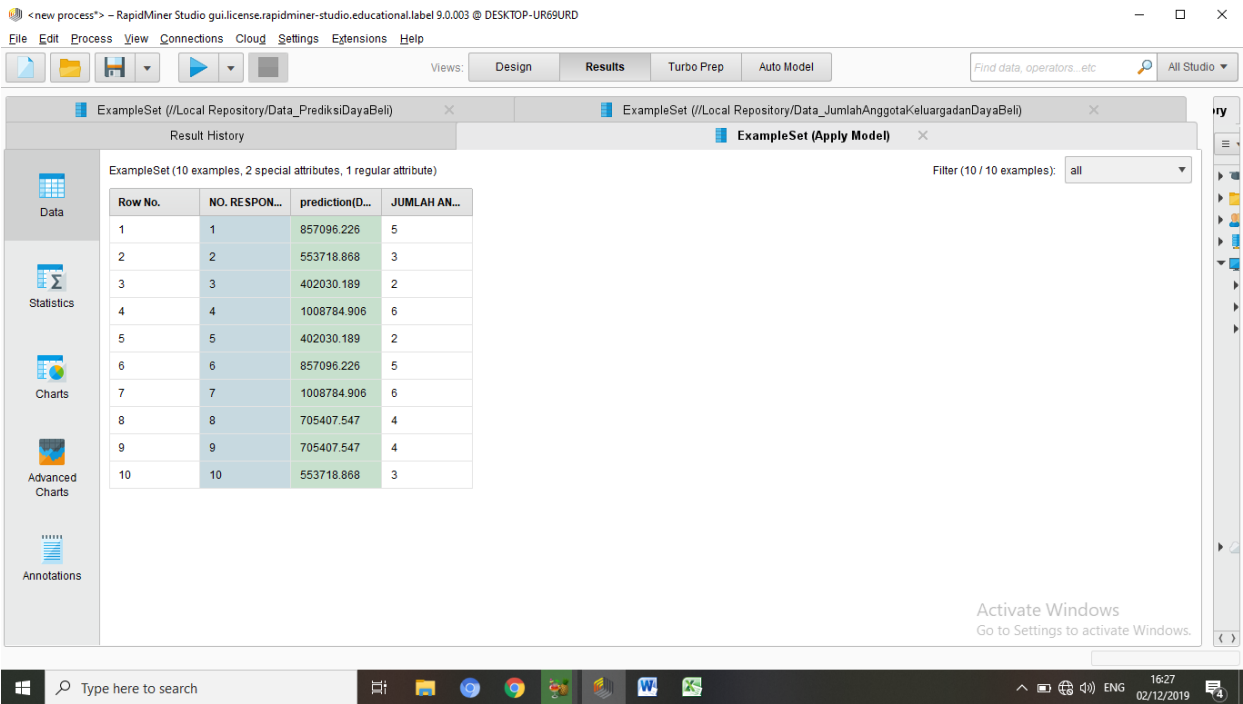 <new process*> – RapidMiner Studio gui.license.rapidminer-studio.educational.label 9.0.003 @ DESKTOP-UR69URD
File Edit Process View Connections Cloud Settings Extensions Help
Views: Design Results Turbo Prep Auto Model Find data, operators...etc All Studio
ExampleSet (//Local Repository/Data_PrediksiDayaBeli) ExampleSet (//Local Repository/Data_JumlahAnggotaKeluargadanDayaBeli) ry
Result History ExampleSet (Apply Model)
ExampleSet (10 examples, 2 special attributes, 1 regular attribute) Filter (10 / 10 examples): all
Data
Statistics
Charts
Advanced
Charts
Annotations
Row No. NO. RESPON... prediction(D... JUMLAH AN...
1 1 857096.226 5
2 2 553718.868 3
3 3 402030.189 2
4 4 1008784.906 6
5 5 402030.189 2
6 6 857096.226 5
7 7 1008784.906 6
8 8 705407.547 4
9 9 705407.547 4
10 10 553718.868 3
Activate Windows
Go to Settings to activate Windows.
Type here to search ENG 16:27
02/12/2019 4